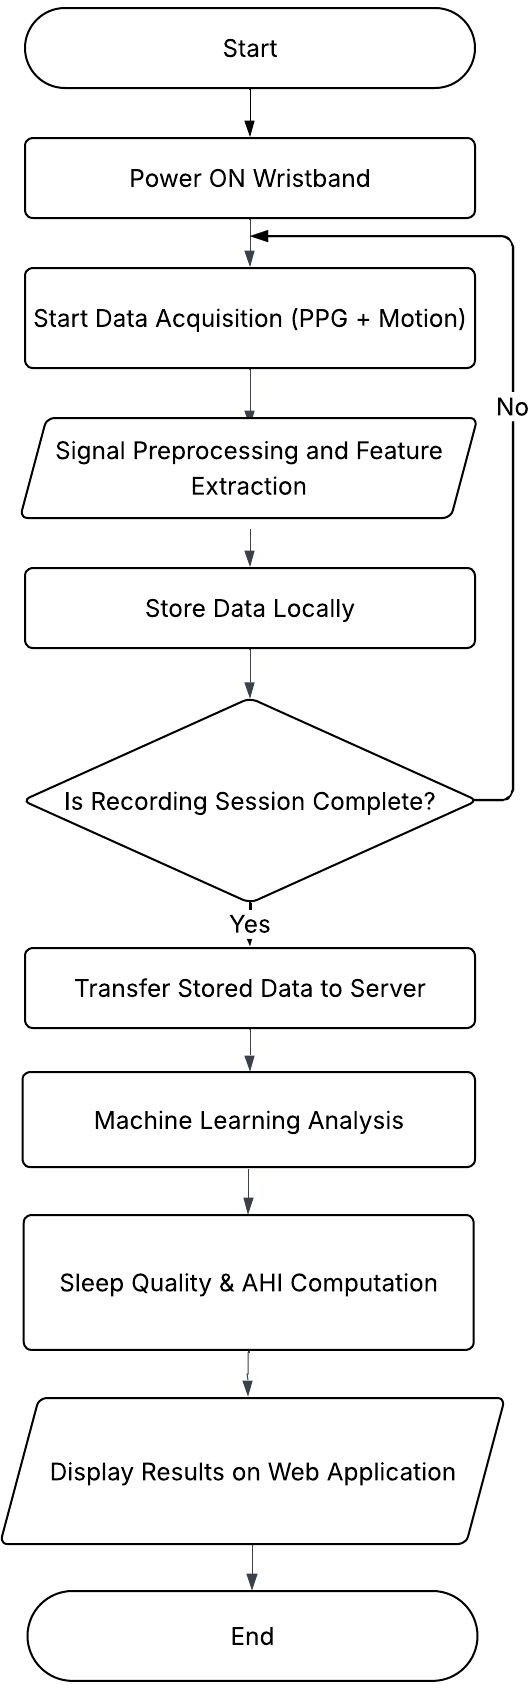 Start
Power ON Wristband
Start Data Acquisition (PPG + Motion)
No
Signal Preprocessing and Feature
Extraction
Store Data Locally
Is Recording Session Complete?
Yes
Transfer Stored Data to Server
Machine Learning Analysis
Sleep Quality & AHI Computation
Display Results on Web Application
End